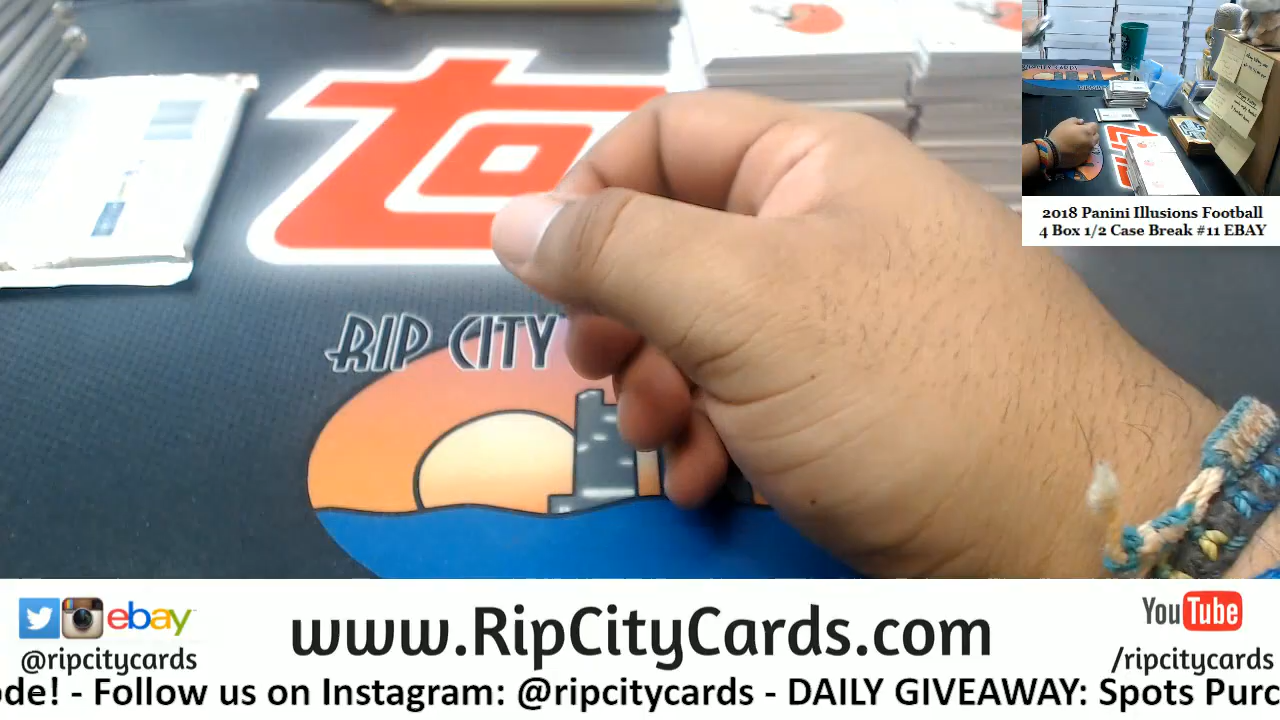 2018 Panini Illusions Football
4 Box 1/2 Case Break #11 EBAY
RIP CITY
ebay
@ripcitycards
www.RipCityCards.com
YouTube
/ripcitycards
ode! - Follow us on Instagram: @ripcitycards - DAILY GIVEAWAY: Spots Purc